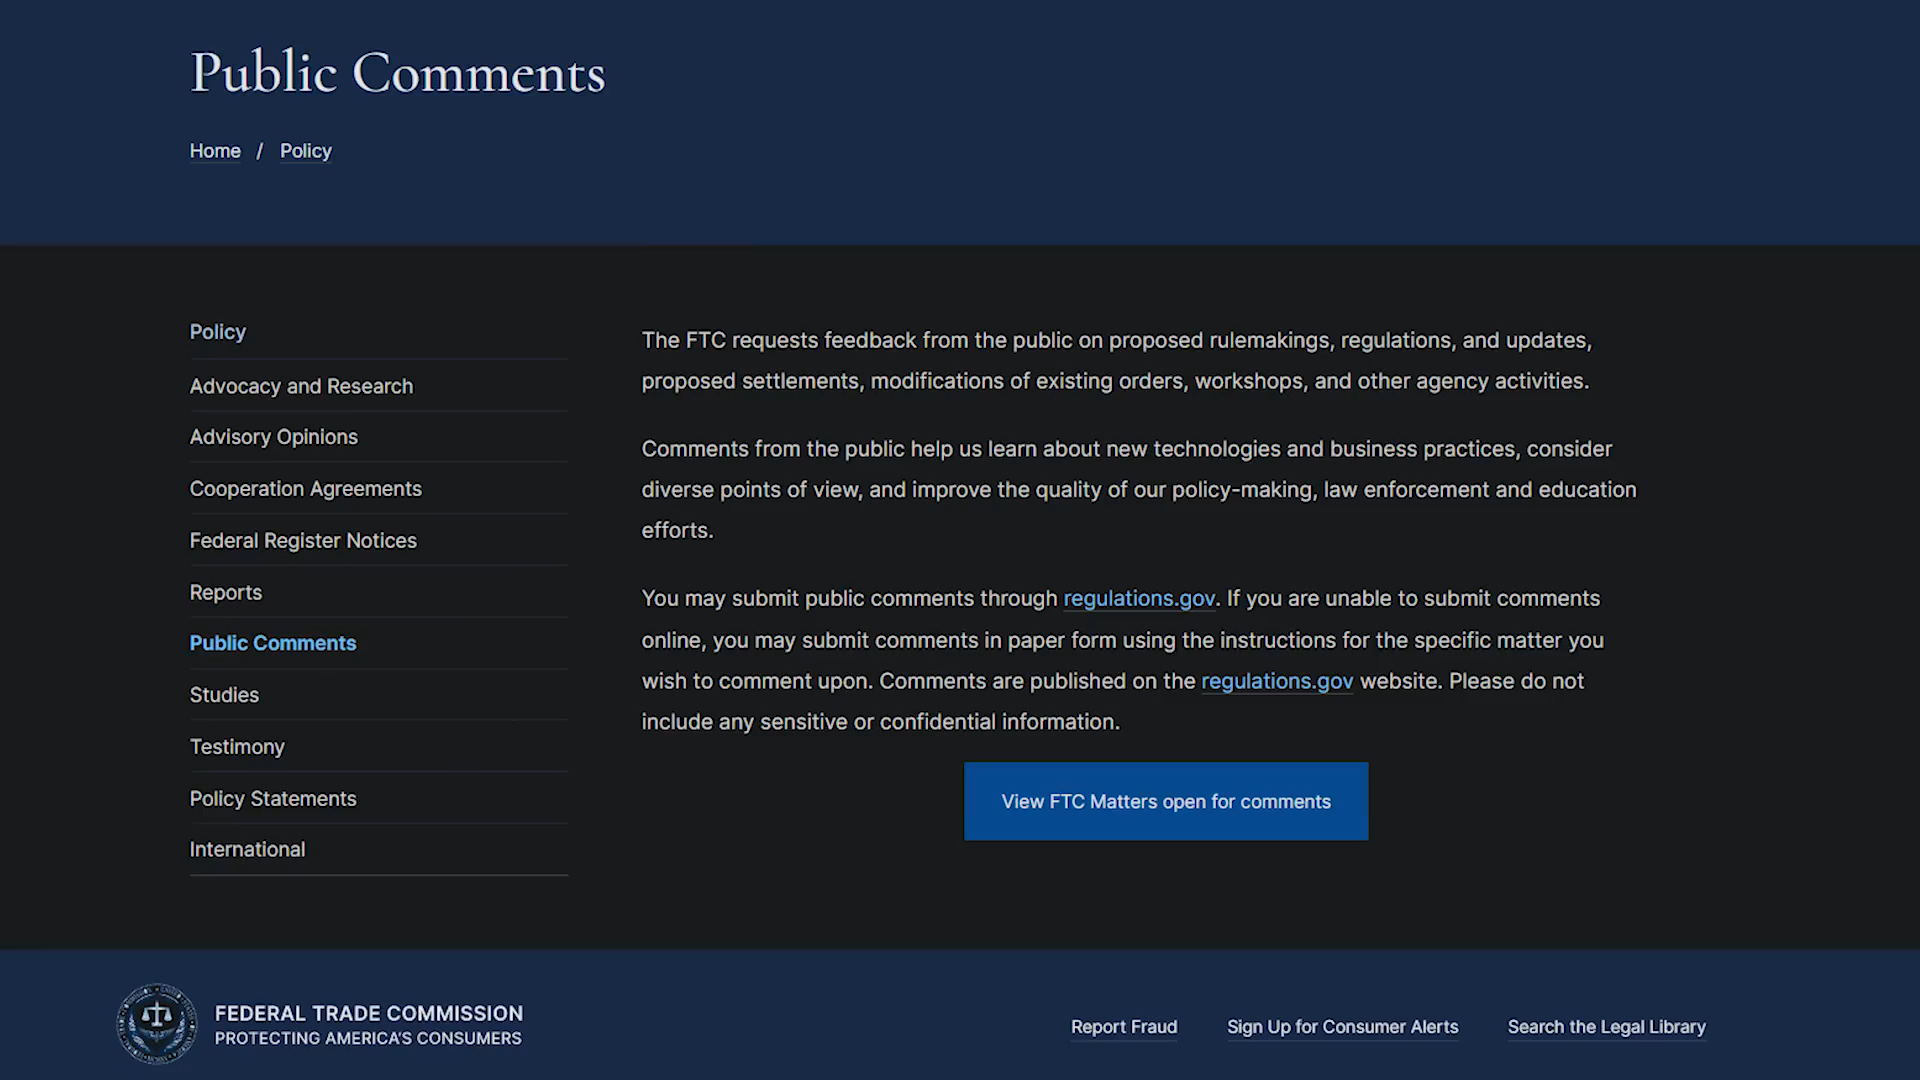 Public Comments
Home / Policy
Policy
Advocacy and Research
Advisory Opinions
Cooperation Agreements
Federal Register Notices
Reports
Public Comments
Studies
Testimony
Policy Statements
International
The FTC requests feedback from the public on proposed rulemakings, regulations, and updates,
proposed settlements, modifications of existing orders, workshops, and other agency activities.
Comments from the public help us learn about new technologies and business practices, consider
diverse points of view, and improve the quality of our policy-making, law enforcement and education
efforts.
You may submit public comments through regulations.gov. If you are unable to submit comments
online, you may submit comments in paper form using the instructions for the specific matter you
wish to comment upon. Comments are published on the regulations.gov website. Please do not
include any sensitive or confidential information.
View FTC Matters open for comments
FEDERAL TRADE COMMISSION
PROTECTING AMERICA'S CONSUMERS
Report Fraud
Sign Up for Consumer Alerts
Search the Legal Library